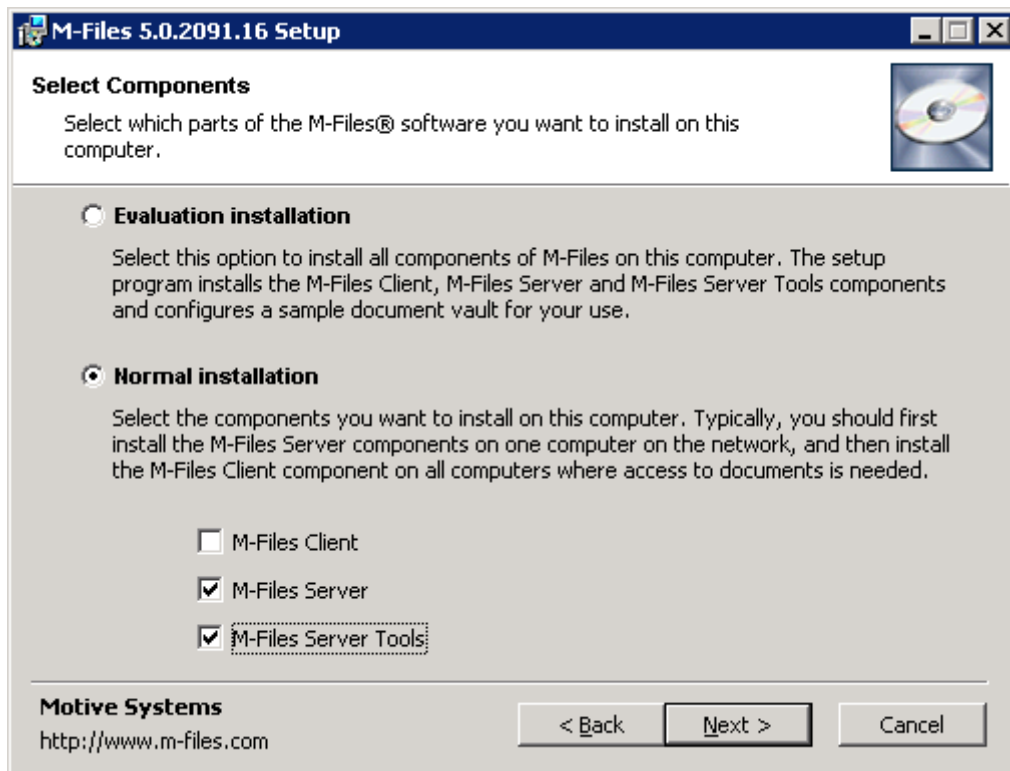 M-Files 5.0.2091.16 Setup
Select Components
Select which parts of the M-Files® software you want to install on this
computer.
Evaluation installation
Select this option to install all components of M-Files on this computer. The setup
program installs the M-Files Client, M-Files Server and M-Files Server Tools components
and configures a sample document vault for your use.
Normal installation
Select the components you want to install on this computer. Typically, you should first
install the M-Files Server components on one computer on the network, and then install
the M-Files Client component on all computers where access to documents is needed.
M-Files Client
M-Files Server
M-Files Server Tools
Motive Systems
http://www.m-files.com
< Back Next > Cancel